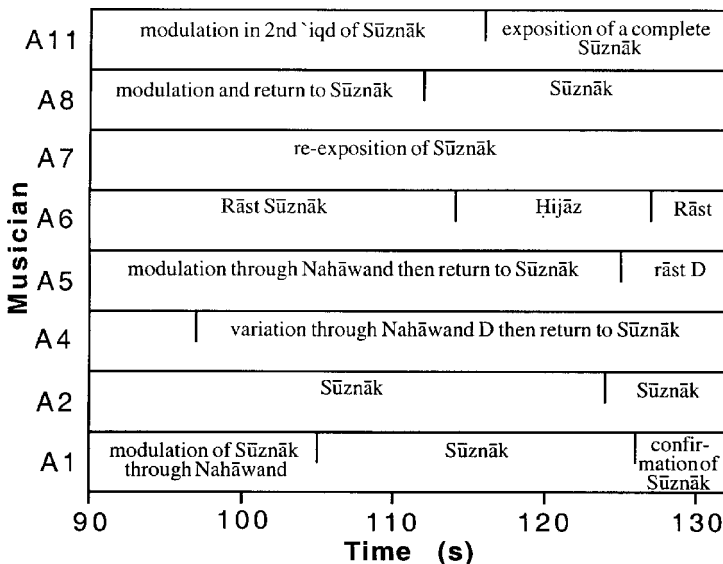 A11
modulation in 2nd `iqd of Sūznāk
exposition of a complete
Sūznāk
A8
modulation and return to Sūznāk
Sūznāk
A7
re-exposition of Sūznāk
A6
Rāst Sūznāk
Ḥijāz
Rāst
A5
modulation through Nahāwand then return to Sūznāk
rāst D
A4
variation through Nahāwand D then return to Sūznāk
A2
Sūznāk
Sūznāk
A1
modulation of Sūznāk
through Nahāwand
Sūznāk
confir-
mation of
Sūznāk
Musician
90 100 110 120 130
Time (s)